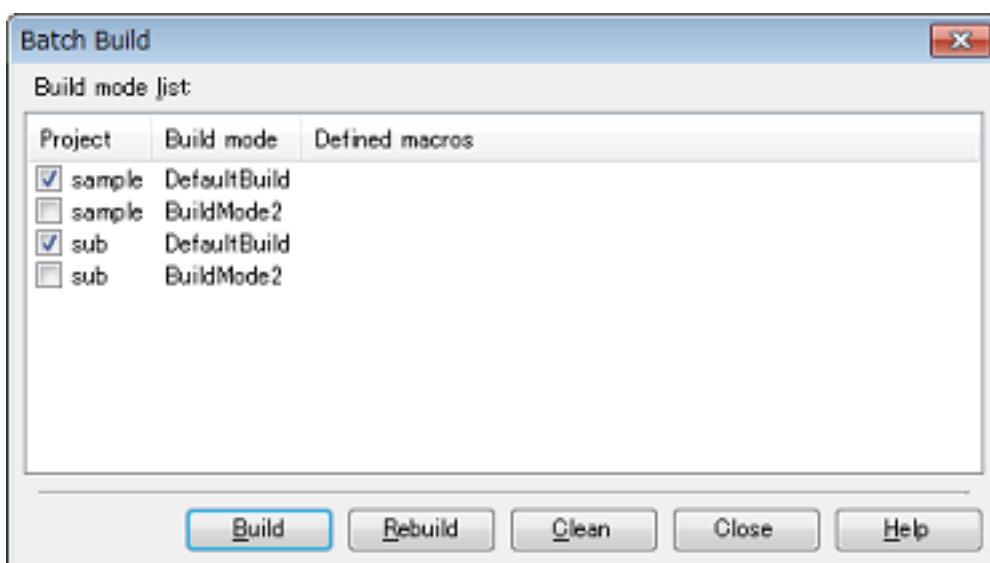 Batch Build
Build mode list:
Project Build mode Defined macros
sample DefaultBuild
sample BuildMode2
sub DefaultBuild
sub BuildMode2
Build Rebuild Clean Close Help